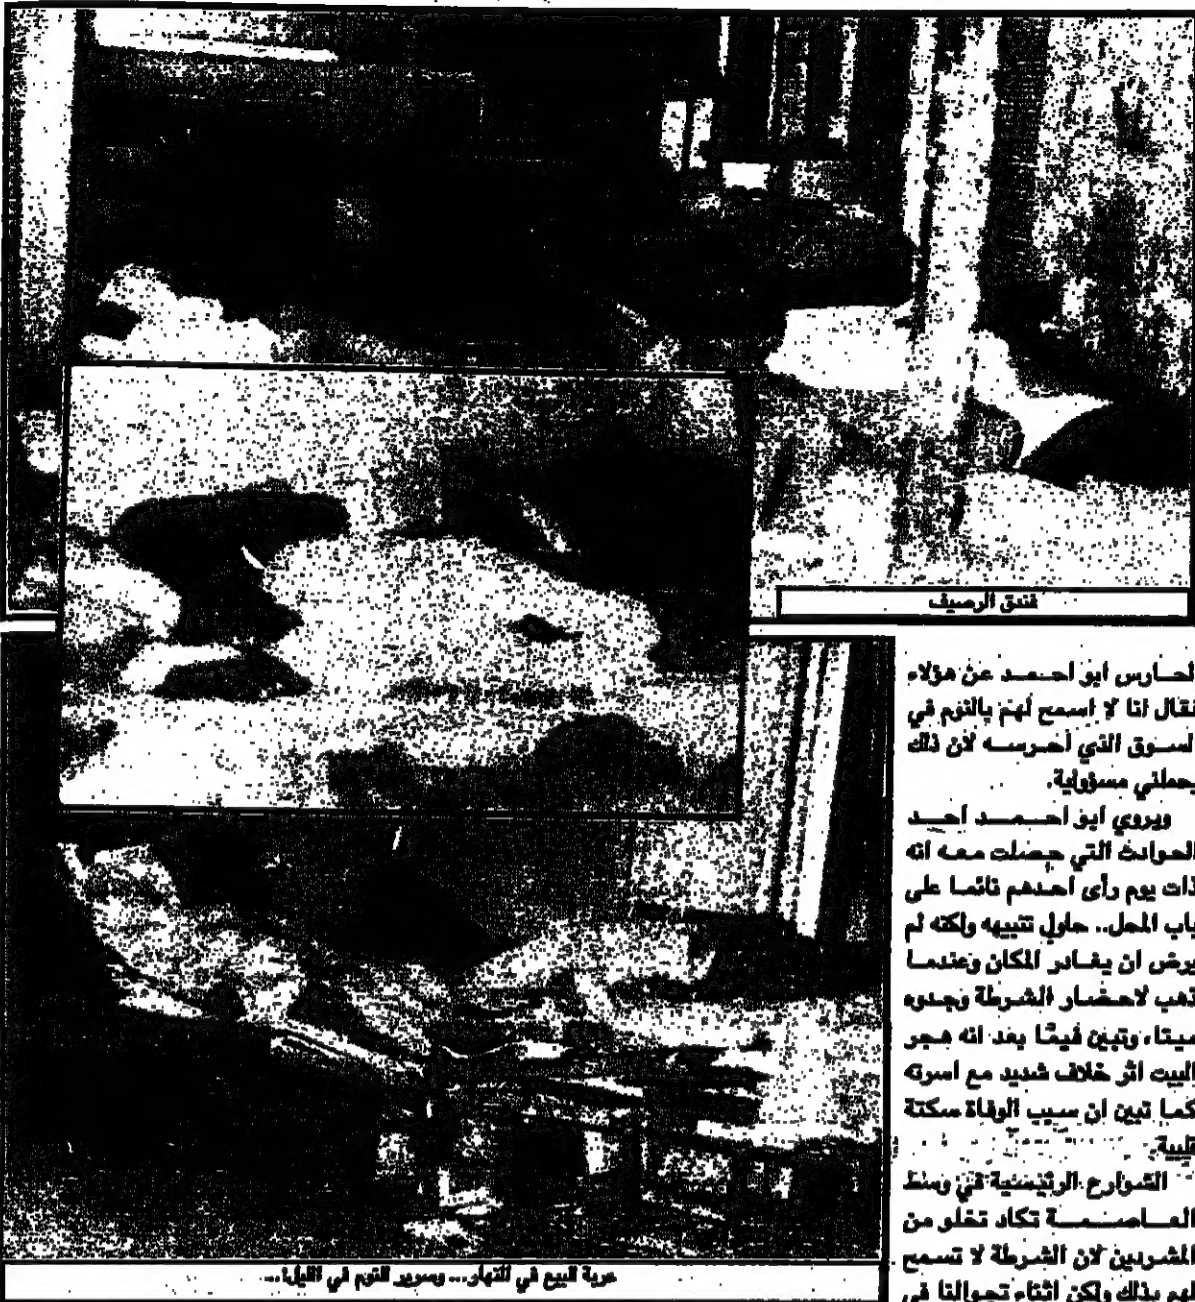 فندق الرصيف
الحارس ابو احمد عن هؤلاء
فقال انا لا اسمح لهم بالنوم في
السوق الذي احرسه لان ذلك
يحملني مسؤولية.
ويروي ابو احمد احد
الحوادث التي حصلت معه انه
ذات يوم رأى احدهم نائما على
باب المحل.. حاول تنبيهه ولكنه لم
يرض ان يغادر المكان وعندما
ذهب لاحضار الشرطة وجدوه
ميتا، وتبين فيما بعد انه هجر
البيت اثر خلاف شديد مع اسرته
كما تبين ان سبب الوفاة سكتة
قلبية.
الشوارع الرئيسية في وسط
العاصمة تكاد تخلو من
المشردين لان الشرطة لا تسمح
لهم بذلك ولكن اثناء تجوالنا في
عربة البيع في النهار... وسرير النوم في الليل!..